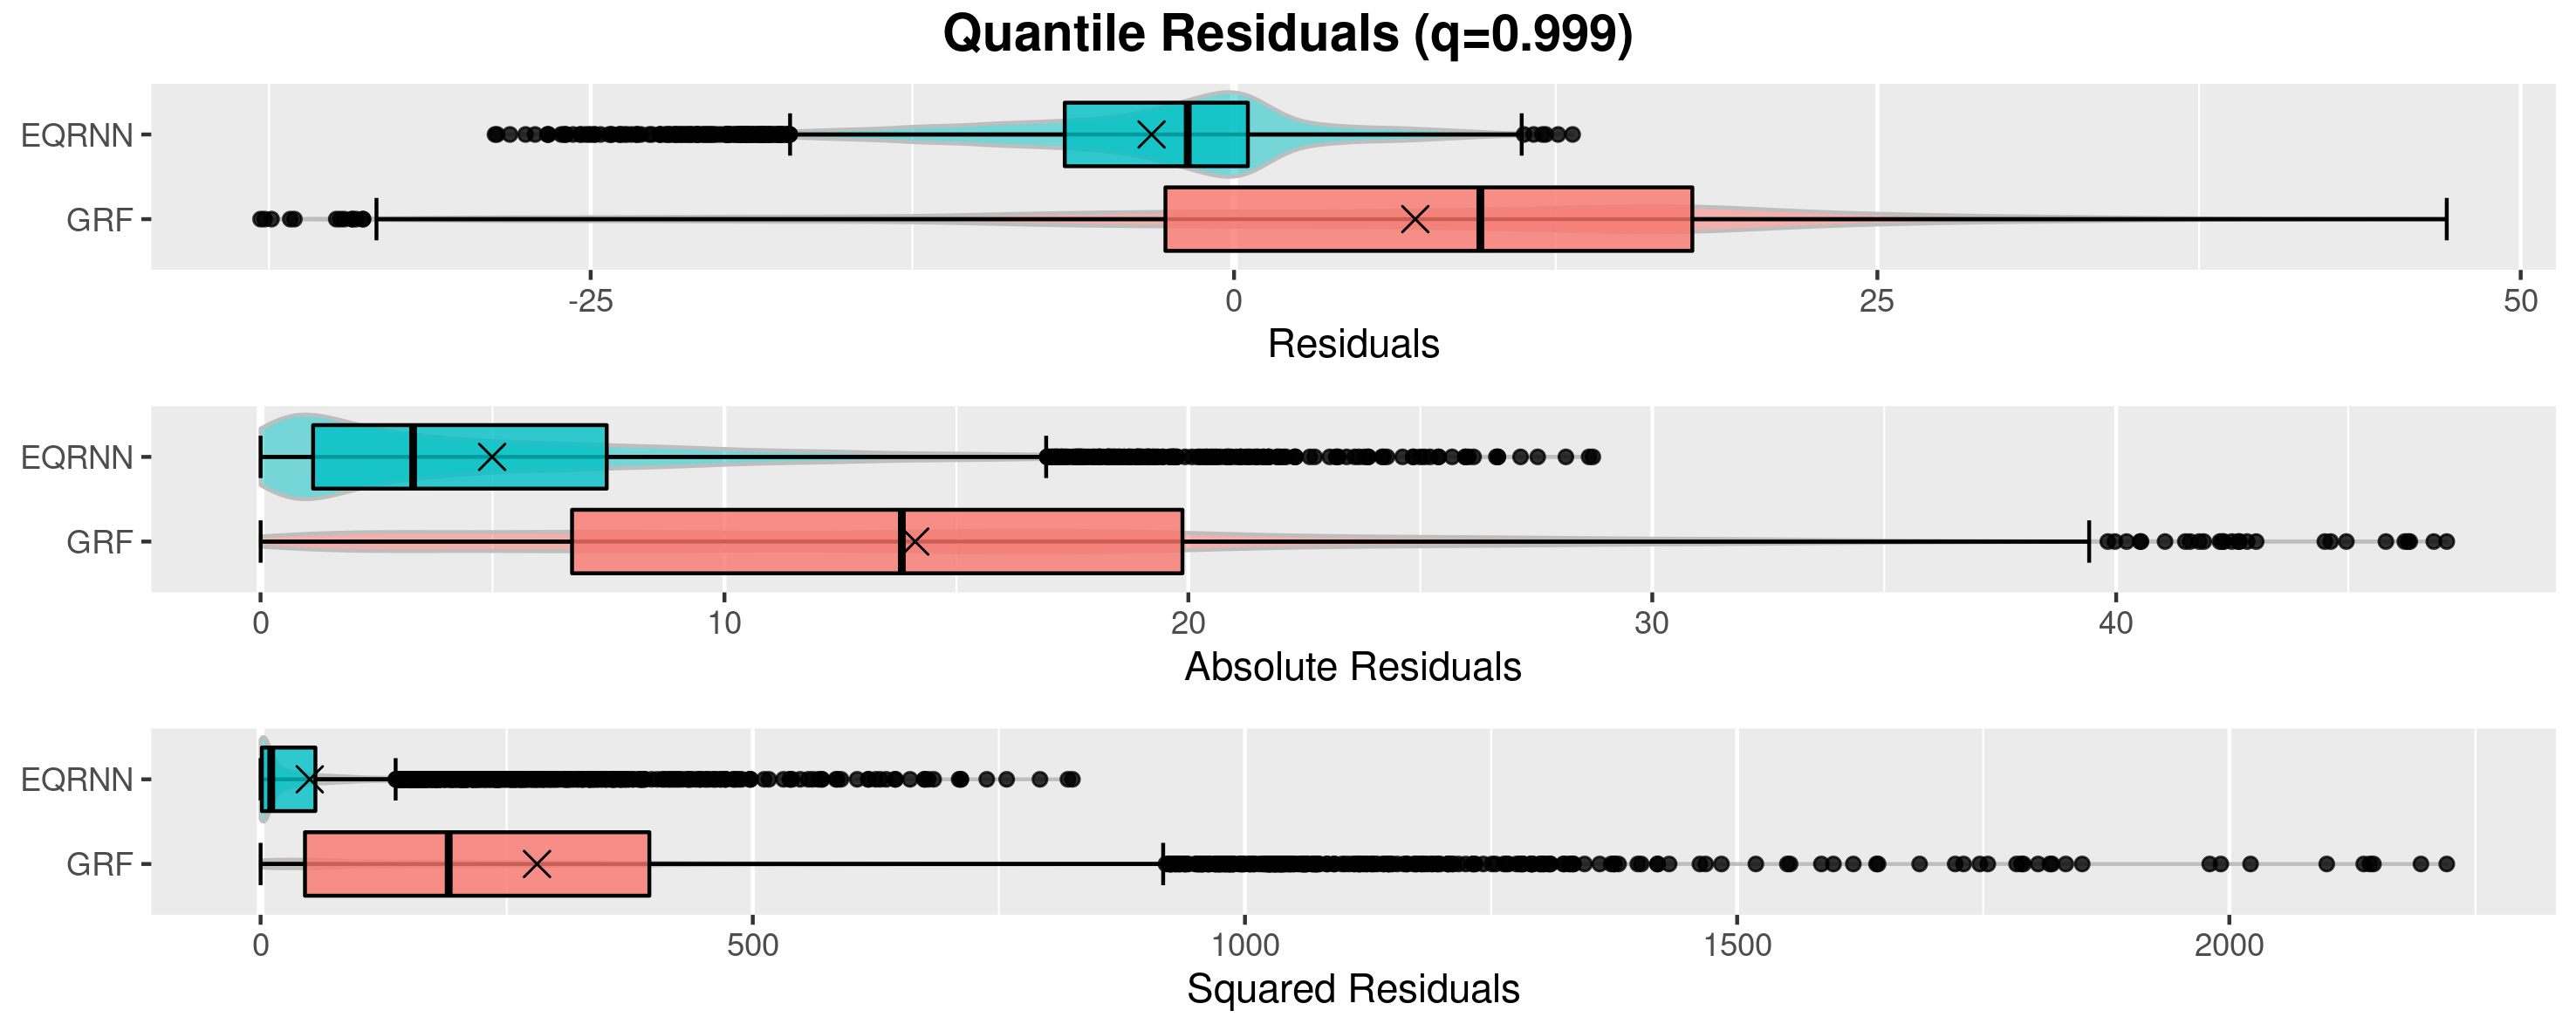 Quantile Residuals (q=0.999)
EQRNN
GRF
-25 0 25 50
Residuals
EQRNN
GRF
0 10 20 30 40
Absolute Residuals
EQRNN
GRF
0 500 1000 1500 2000
Squared Residuals